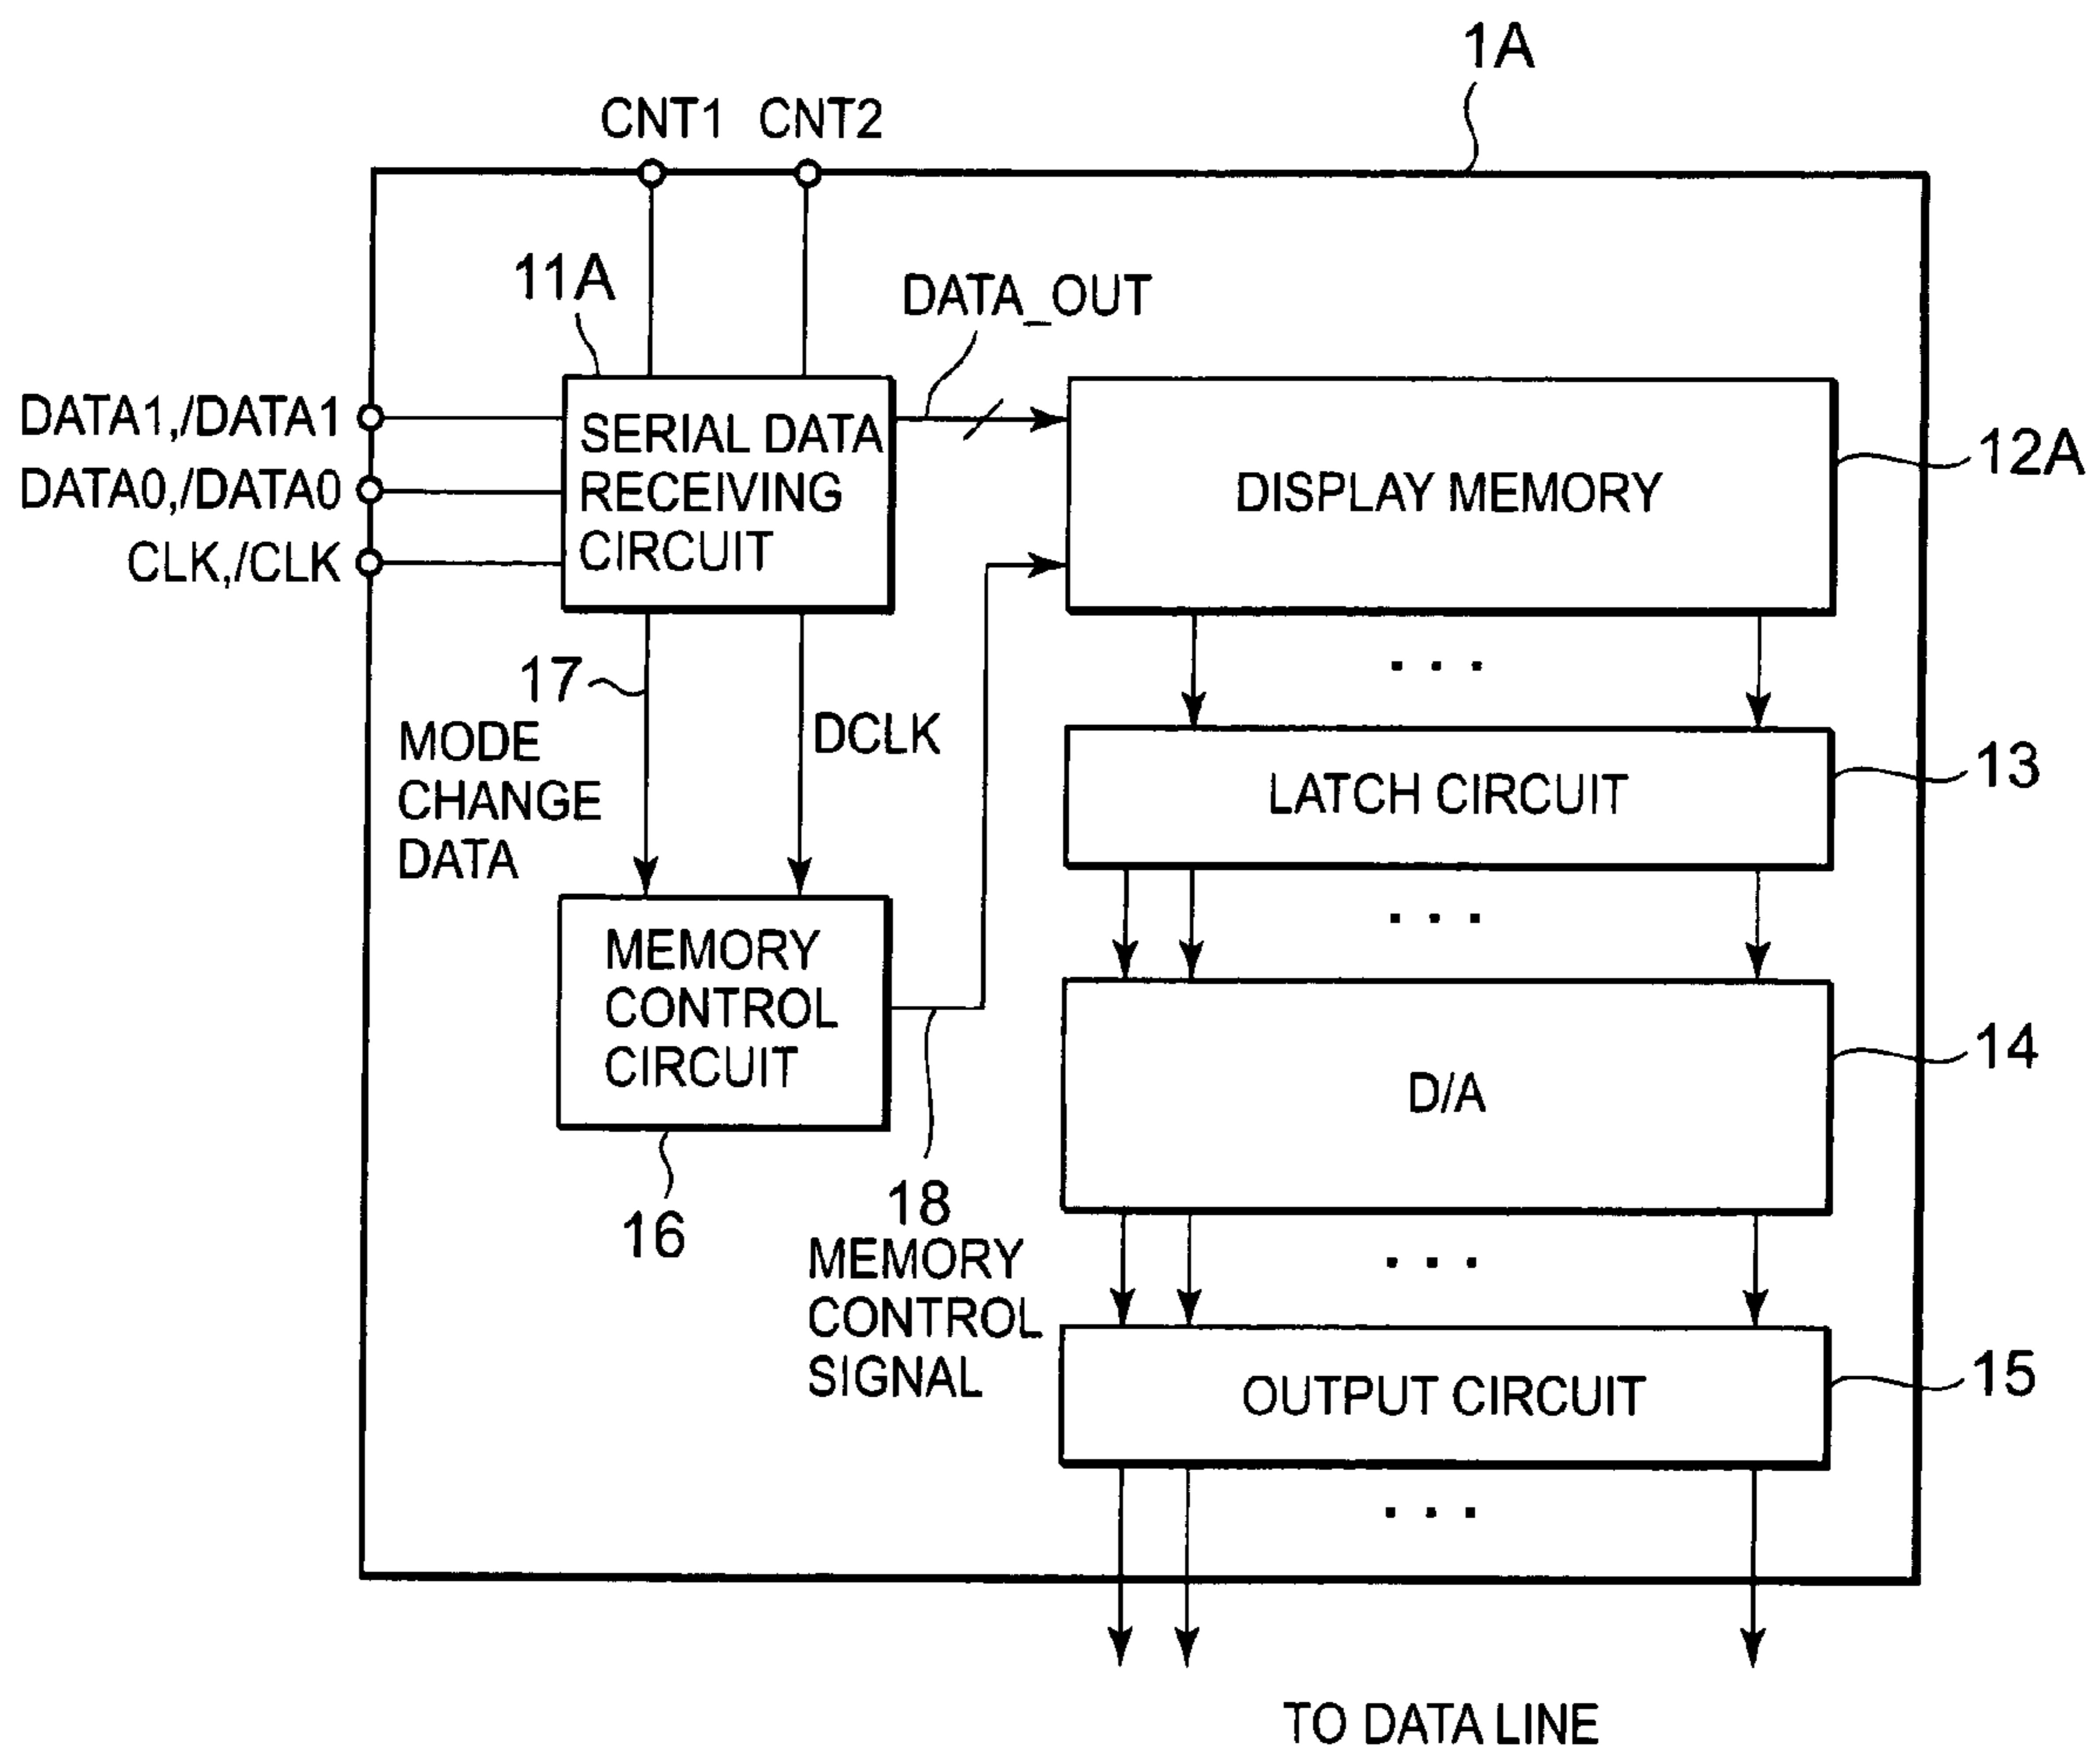 1A
CNT1 CNT2
11A
DATA_OUT
DATA1,/DATA1
DATA0,/DATA0
CLK,/CLK
SERIAL DATA
RECEIVING
CIRCUIT
DISPLAY MEMORY
12A
17
MODE
CHANGE
DATA
DCLK
. . .
LATCH CIRCUIT
13
. . .
MEMORY
CONTROL
CIRCUIT
16
18
MEMORY
CONTROL
SIGNAL
D/A
14
. . .
OUTPUT CIRCUIT
15
. . .
TO DATA LINE